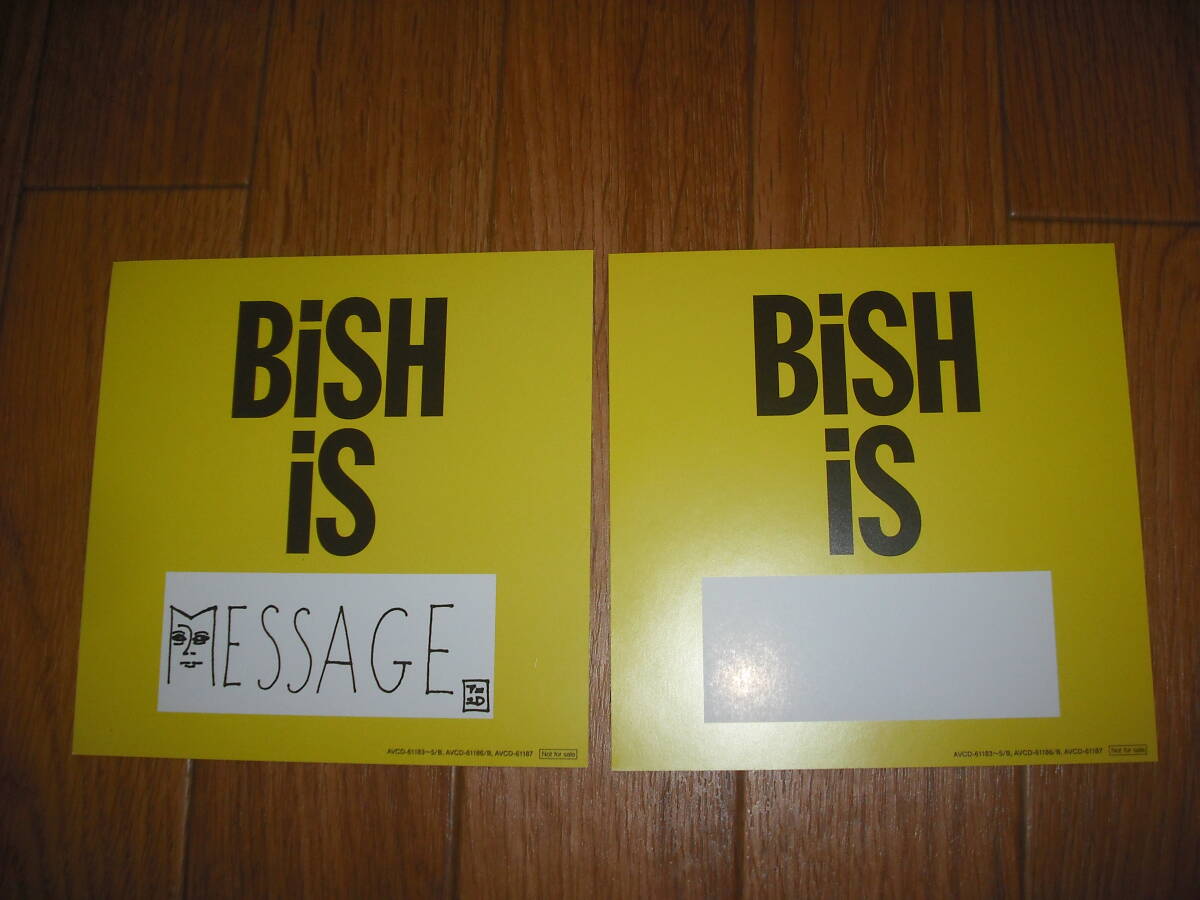 BiSH
iS
MESSAGE.
AVCD-61183~5/B, AVCD-61186/B, AVCD-61187 Not for sale
BiSH
iS
AVCD-61183~5/B, AVCD-61186/B, AVCD-61187 Not for sale